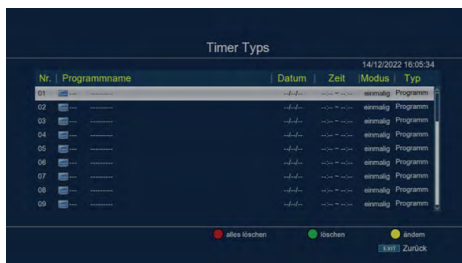 Timer Typs
14/12/2022 16:05:34
Nr. | Programmname | Datum | Zeit |Modus | Typ
01 --- --------- --/--/-- --:-- ~ --:-- einmalig Programm
02 --- --------- --/--/-- --:-- ~ --:-- einmalig Programm
03 --- --------- --/--/-- --:-- ~ --:-- einmalig Programm
04 --- --------- --/--/-- --:-- ~ --:-- einmalig Programm
05 --- --------- --/--/-- --:-- ~ --:-- einmalig Programm
06 --- --------- --/--/-- --:-- ~ --:-- einmalig Programm
07 --- --------- --/--/-- --:-- ~ --:-- einmalig Programm
08 --- --------- --/--/-- --:-- ~ --:-- einmalig Programm
09 --- --------- --/--/-- --:-- ~ --:-- einmalig Programm
alles löschen löschen ändern
EXIT Zurück